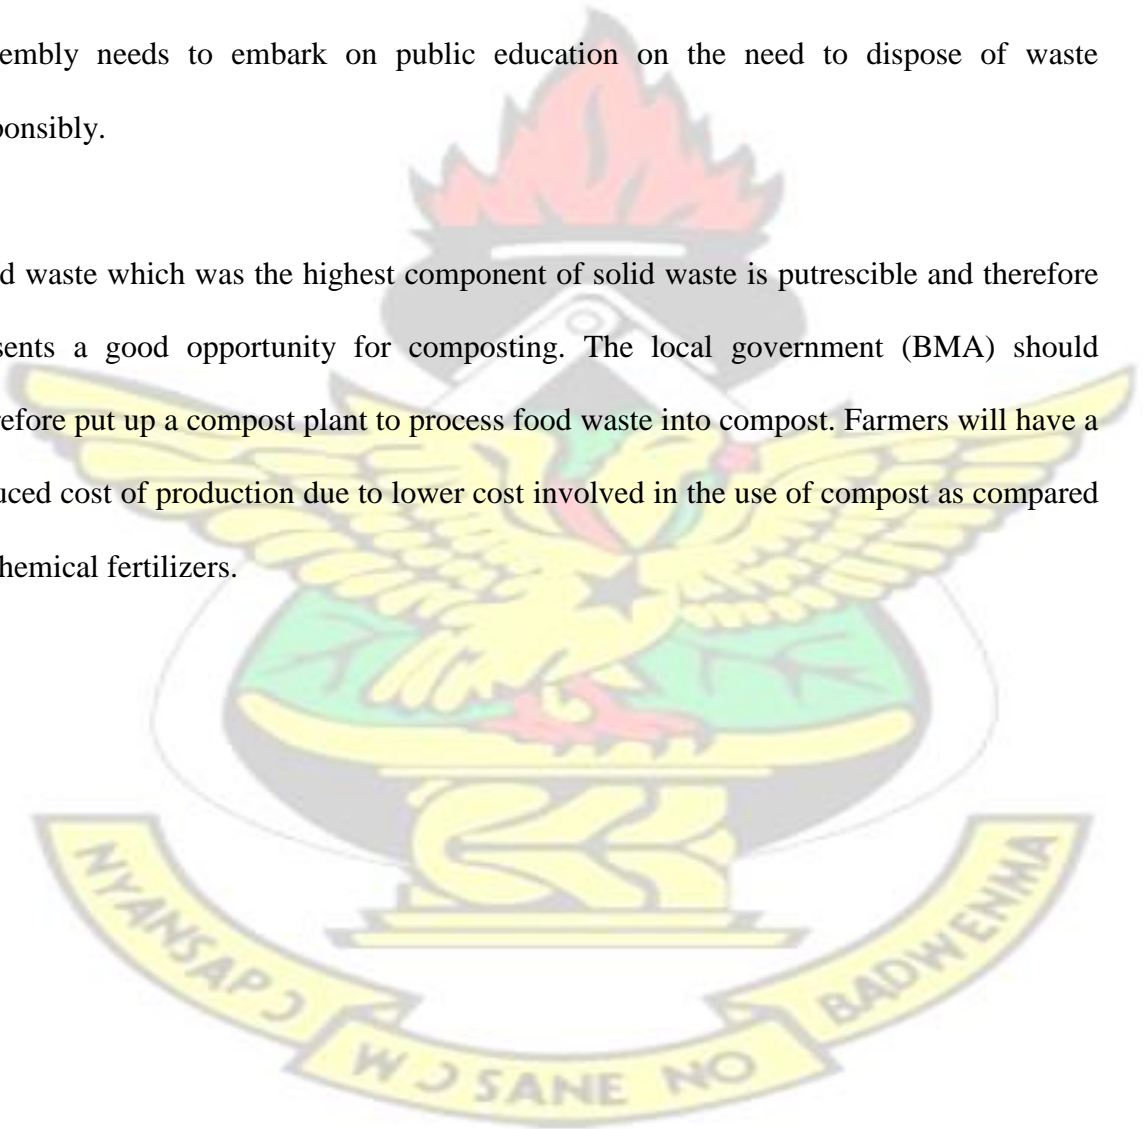 embly needs to embark on public education on the need to dispose of waste
ponsibly.
d waste which was the highest component of solid waste is putrescible and therefore
sents a good opportunity for composting. The local government (BMA) should
refore put up a compost plant to process food waste into compost. Farmers will have a
uced cost of production due to lower cost involved in the use of compost as compared
hemical fertilizers.
NYANSAPƆ
WƆSANE NO
BADWENMA